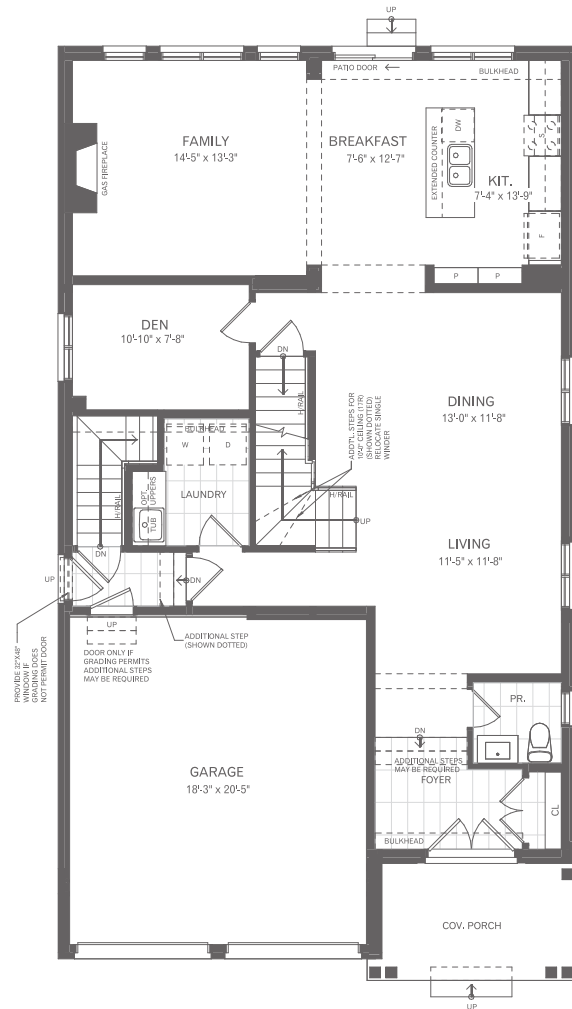 UP
PATIO DOOR
BULKHEAD
FAMILY
14'-5" x 13'-3"
BREAKFAST
7'-6" x 12'-7"
EXTENDED COUNTER
DW
S
KIT.
7'-4" x 13'-9"
GAS FIREPLACE
F
P
P
DEN
10'-10" x 7'-8"
DN
H/RAIL
ADDT'L. STEPS FOR
10'-0" CEILING (17R)
(SHOWN DOTTED)
RELOCATE SINGLE
WINDER
DINING
13'-0" x 11'-8"
BULKHEAD
W
D
LAUNDRY
OPT.
UPPERS
TUB
H/RAIL
H/RAIL
UP
DN
LIVING
11'-5" x 11'-8"
UP
DN
PROVIDE 32"X48"
WINDOW IF
GRADING DOES
NOT PERMIT DOOR
UP
ADDITIONAL STEP
(SHOWN DOTTED)
DOOR ONLY IF
GRADING PERMITS
ADDITIONAL STEPS
MAY BE REQUIRED
PR.
DN
ADDITIONAL STEPS
MAY BE REQUIRED
FOYER
GARAGE
18'-3" x 20'-5"
CL
BULKHEAD
COV. PORCH
UP